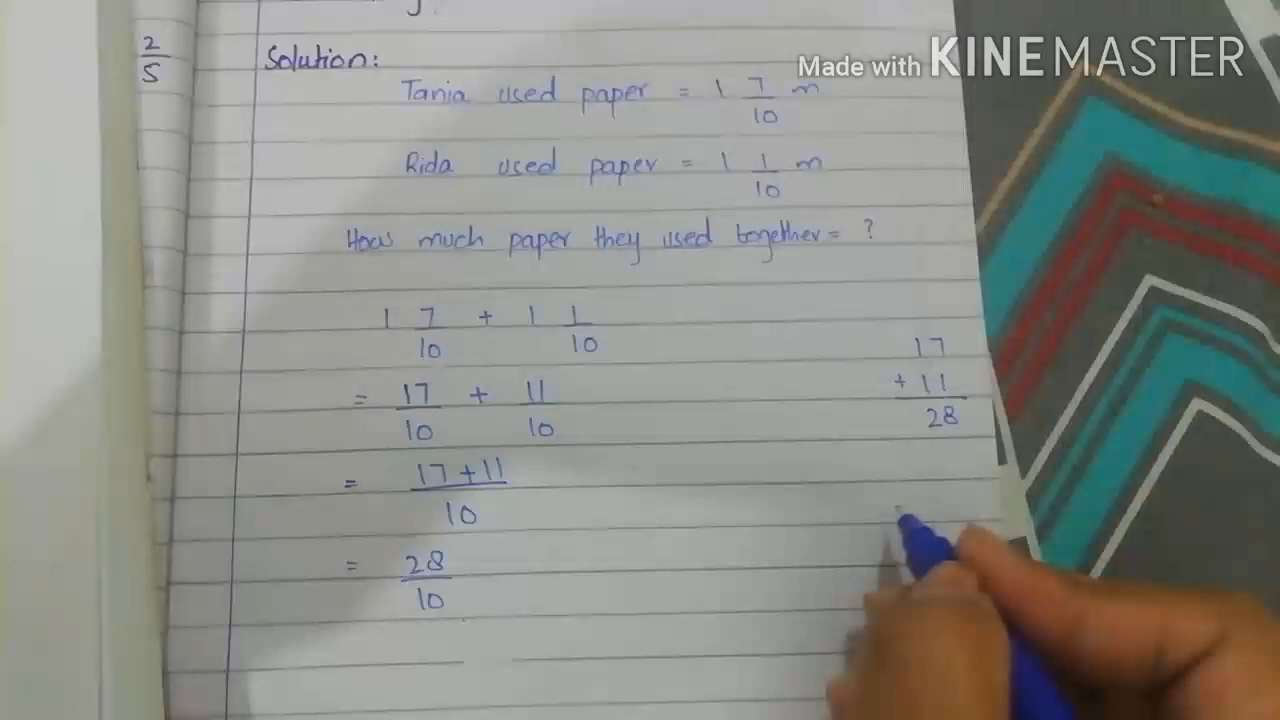 2/5
Solution:
Made with KINEMASTER
Tania used paper = 1 7/10 m
Rida used paper = 1 1/10 m
How much paper they used together = ?
1 7/10 + 1 1/10
= 17/10 + 11/10
17
+ 11
28
= 17+11/10
= 28/10